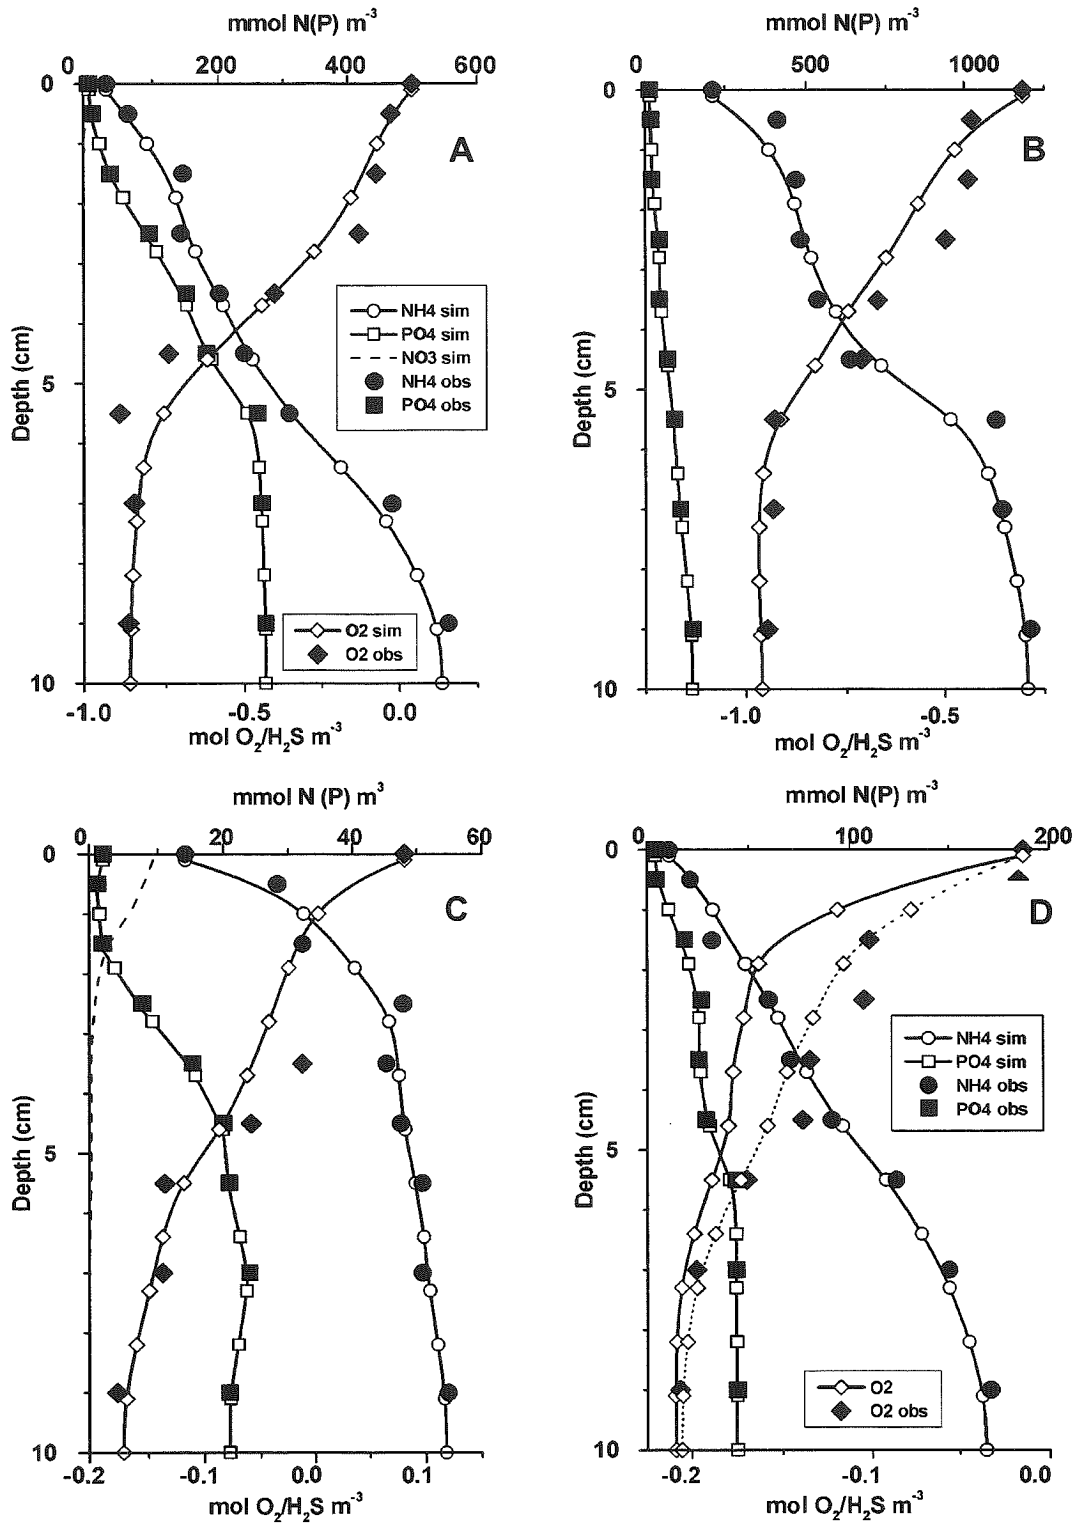 mmol N(P) m⁻³
0 200 400 600
0
5
10
Depth (cm)
A
NH4 sim
PO4 sim
NO3 sim
NH4 obs
PO4 obs
O2 sim
O2 obs
-1.0 -0.5 0.0
mol O₂/H₂S m⁻³
mmol N(P) m⁻³
0 500 1000
0
5
10
Depth (cm)
B
-1.0 -0.5
mol O₂/H₂S m⁻³
mmol N (P) m³
0 20 40 60
0
5
10
Depth (cm)
C
-0.2 -0.1 0.0 0.1
mol O₂/H₂S m⁻³
mmol N(P) m⁻³
0 100 200
0
5
10
Depth (cm)
D
NH4 sim
PO4 sim
NH4 obs
PO4 obs
O2
O2 obs
-0.2 -0.1 0.0
mol O₂/H₂S m⁻³